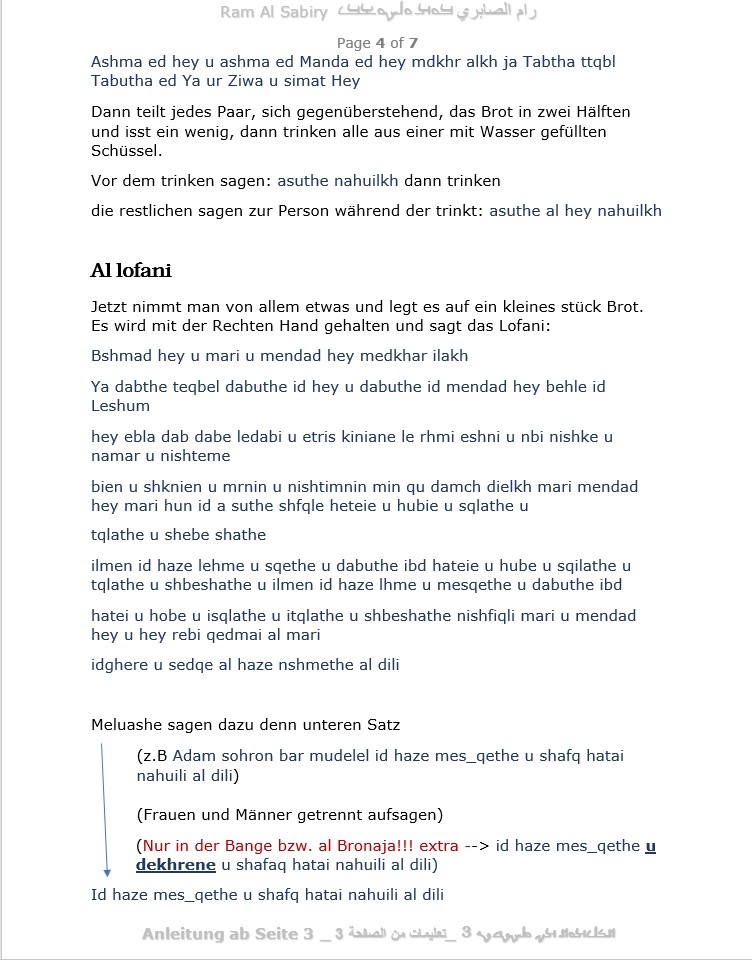 Ram Al Sabiry رام الصابري
Page 4 of 7
Ashma ed hey u ashma ed Manda ed hey mdkhr alkh ja Tabtha ttqbl
Tabutha ed Ya ur Ziwa u simat Hey
Dann teilt jedes Paar, sich gegenüberstehend, das Brot in zwei Hälften
und isst ein wenig, dann trinken alle aus einer mit Wasser gefüllten
Schüssel.
Vor dem trinken sagen: asuthe nahuilkh dann trinken
die restlichen sagen zur Person während der trinkt: asuthe al hey nahuilkh
Al lofani
Jetzt nimmt man von allem etwas und legt es auf ein kleines stück Brot.
Es wird mit der Rechten Hand gehalten und sagt das Lofani:
Bshmad hey u mari u mendad hey medkhar ilakh
Ya dabthe teqbel dabuthe id hey u dabuthe id mendad hey behle id
Leshum
hey ebla dab dabe ledabi u etris kiniane le rhmi eshni u nbi nishke u
namar u nishteme
bien u shknien u mrnin u nishtimnin min qu damch dielkh mari mendad
hey mari hun id a suthe shfqle heteie u hubie u sqlathe u
tqlathe u shebe shathe
ilmen id haze lehme u sqethe u dabuthe ibd hateie u hube u sqilathe u
tqlathe u shbeshathe u ilmen id haze lhme u mesqethe u dabuthe ibd
hatei u hobe u isqlathe u itqlathe u shbeshathe nishfiqli mari u mendad
hey u hey rebi qedmai al mari
idghere u sedqe al haze nshmethe al dili
Meluashe sagen dazu denn unteren Satz
(z.B Adam sohron bar mudelel id haze mes_qethe u shafq hatai
nahuili al dili)
(Frauen und Männer getrennt aufsagen)
(Nur in der Bange bzw. al Bronaja!!! extra --> id haze mes_qethe u
dekhrene u shafaq hatai nahuili al dili)
Id haze mes_qethe u shafq hatai nahuili al dili
Anleitung ab Seite 3 _ تعليمات من الصفحة 3 _ 3